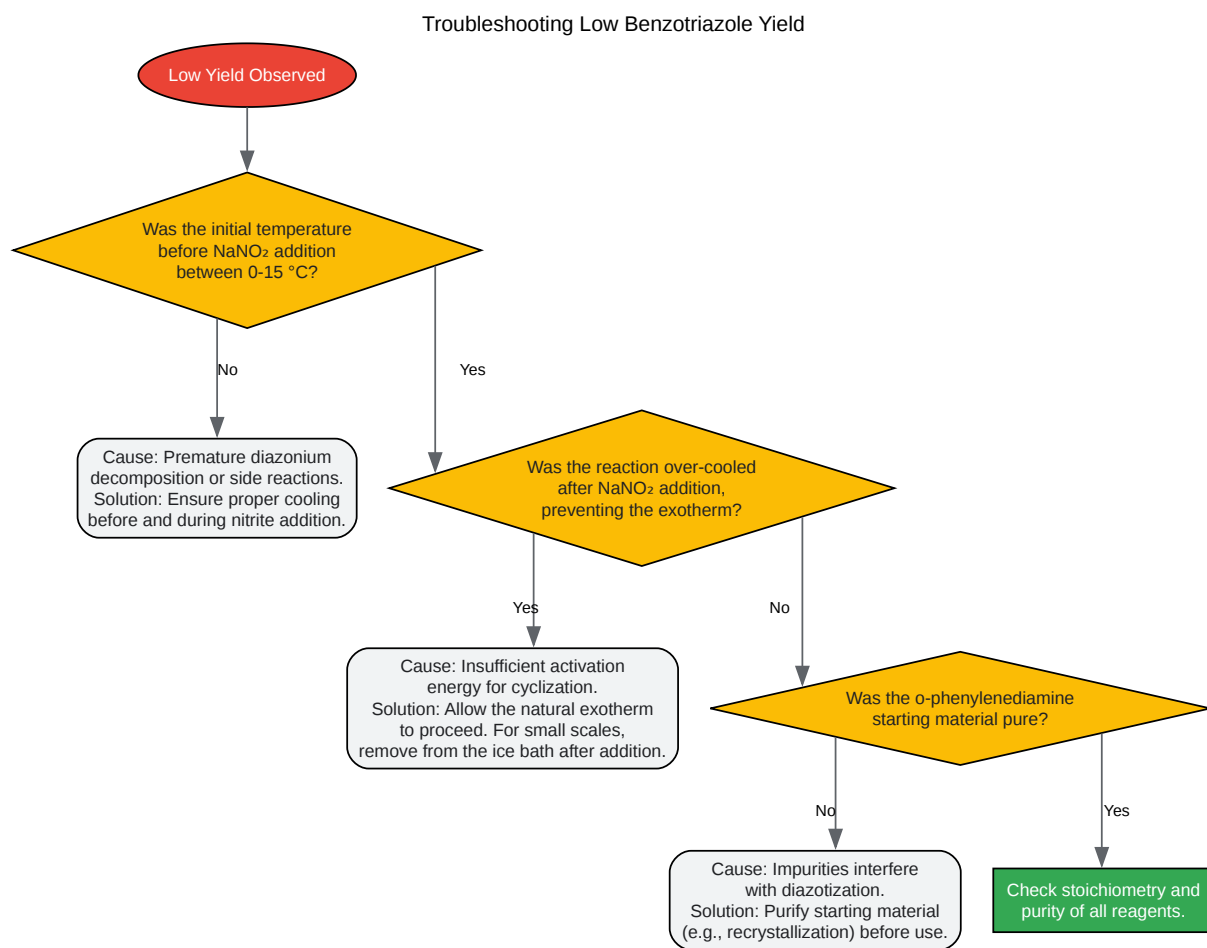 Troubleshooting Low Benzotriazole Yield
Low Yield Observed
Was the initial temperature
before NaNO₂ addition
between 0-15 °C?
No
Yes
Cause: Premature diazonium
decomposition or side reactions.
Solution: Ensure proper cooling
before and during nitrite addition.
Was the reaction over-cooled
after NaNO₂ addition,
preventing the exotherm?
Yes
No
Cause: Insufficient activation
energy for cyclization.
Solution: Allow the natural exotherm
to proceed. For small scales,
remove from the ice bath after addition.
Was the o-phenylenediamine
starting material pure?
No
Yes
Cause: Impurities interfere
with diazotization.
Solution: Purify starting material
(e.g., recrystallization) before use.
Check stoichiometry and
purity of all reagents.